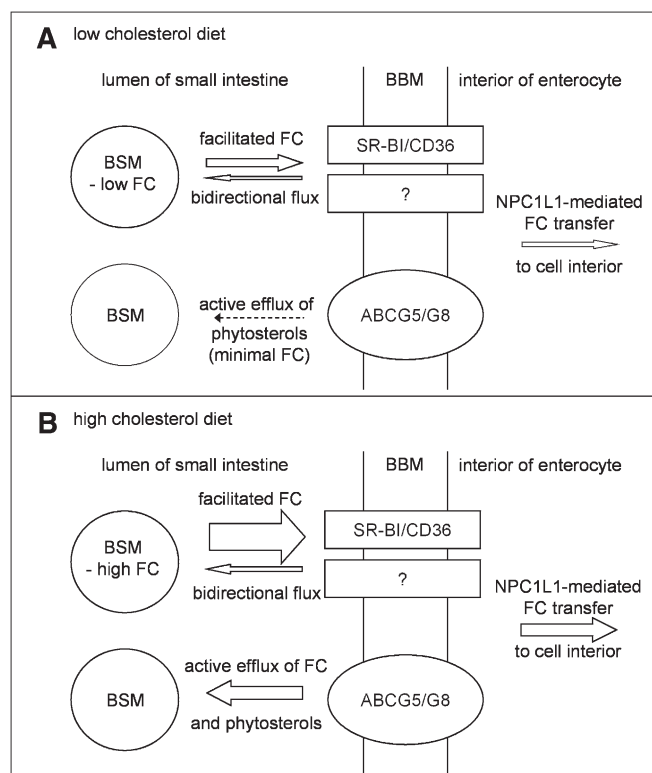 A low cholesterol diet
lumen of small intestine
BBM
interior of enterocyte
BSM
- low FC
facilitated FC
bidirectional flux
SR-BI/CD36
?
NPC1L1-mediated
FC transfer
to cell interior
BSM
active efflux of
phytosterols
(minimal FC)
ABCG5/G8
B high cholesterol diet
lumen of small intestine
BBM
interior of enterocyte
BSM
- high FC
facilitated FC
bidirectional flux
SR-BI/CD36
?
NPC1L1-mediated
FC transfer
to cell interior
BSM
active efflux of FC
and phytosterols
ABCG5/G8